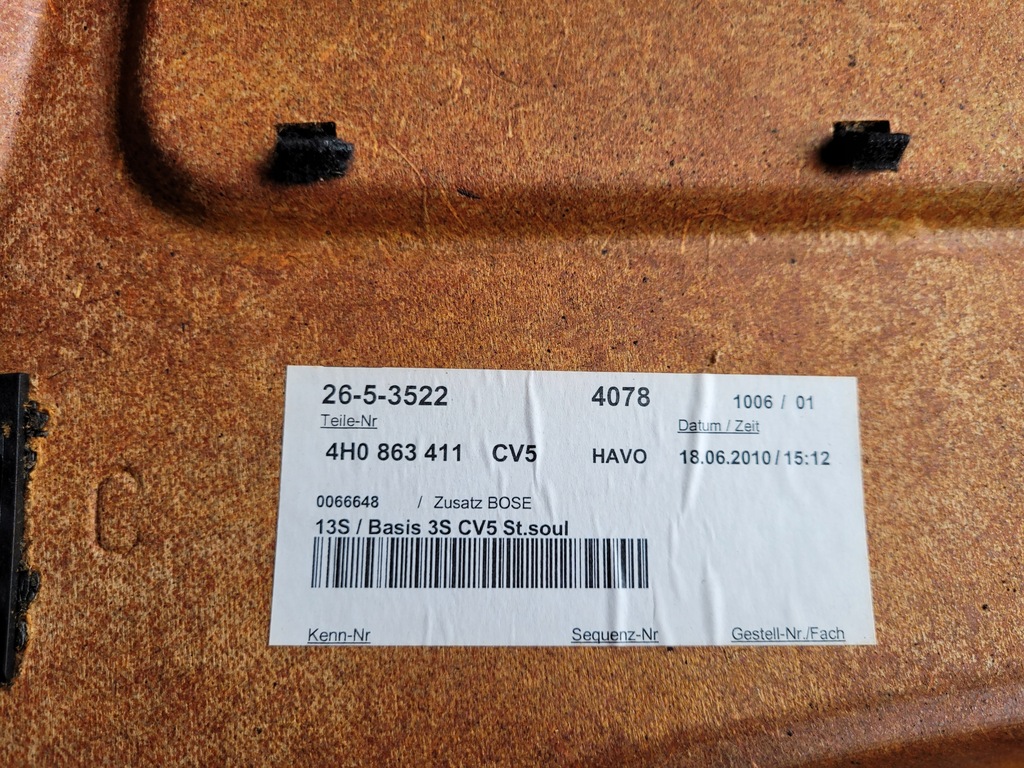 26-5-3522 4078 1006 / 01
Teile-Nr Datum / Zeit
4H0 863 411 CV5 HAVO 18.06.2010 / 15:12
0066648 / Zusatz BOSE
13S / Basis 3S CV5 St.soul
Kenn-Nr Sequenz-Nr Gestell-Nr./Fach
C